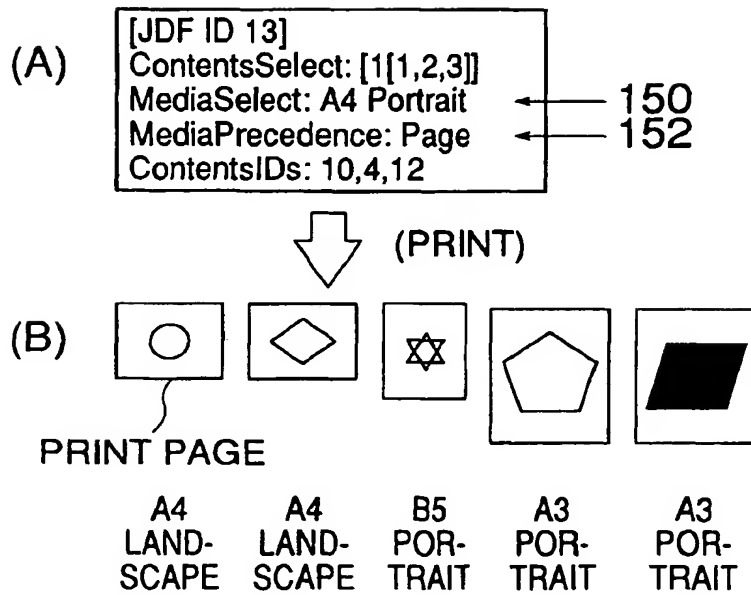 (A)
[JDF ID 13]
ContentsSelect: [1[1,2,3]]
MediaSelect: A4 Portrait
150
MediaPrecedence: Page
152
ContentsIDs: 10,4,12
(PRINT)
(B)
PRINT PAGE
A4 LAND-SCAPE
A4 LAND-SCAPE
B5 POR-TRAIT
A3 POR-TRAIT
A3 POR-TRAIT